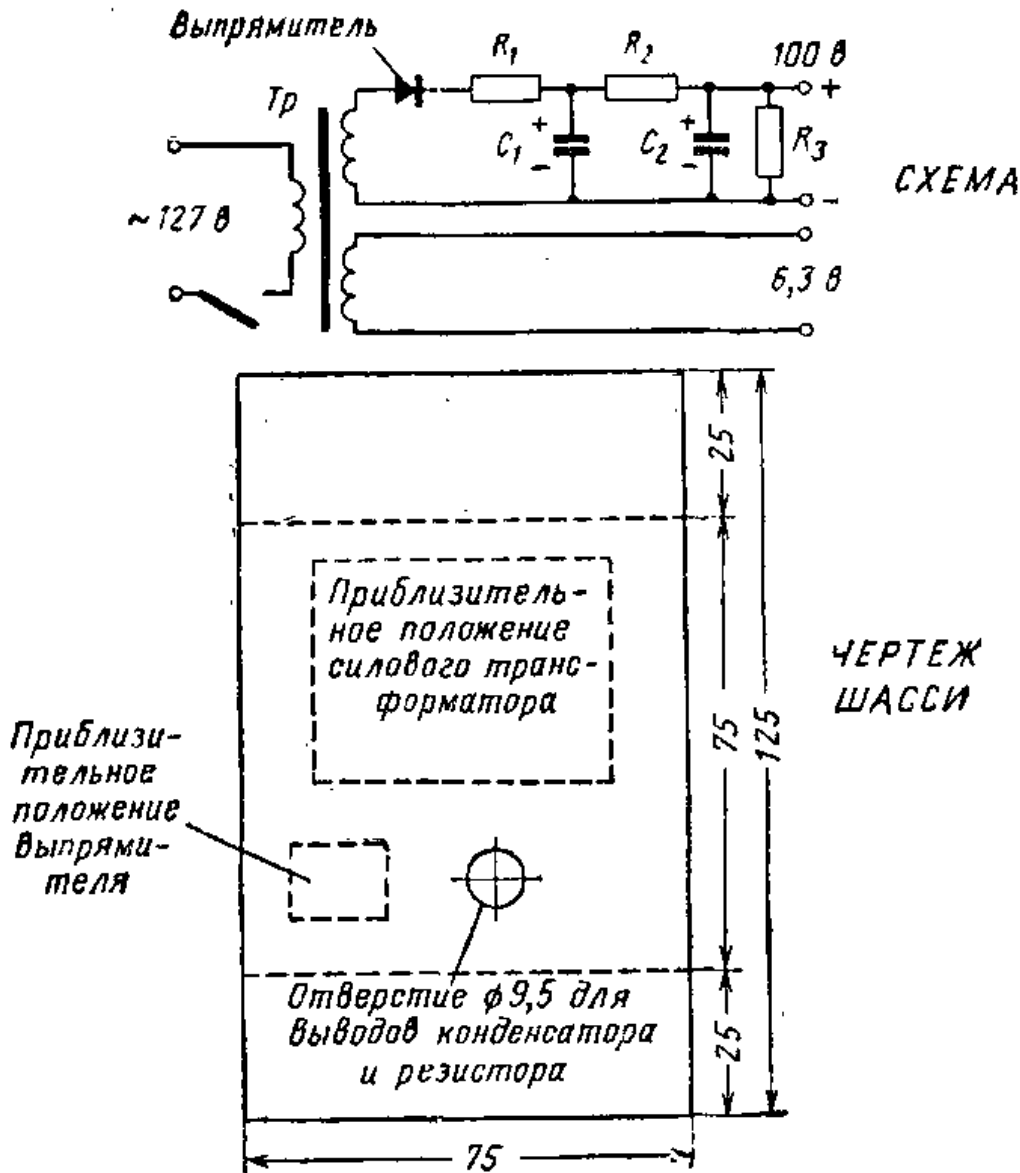 Выпрямитель
R1
R2
100 в
+
Тр
+
C1
-
+
C2
-
R3
-
СХЕМА
~127 в
6,3 в
25
Приблизитель-
ное положение
силового транс-
форматора
75
125
ЧЕРТЕЖ
ШАССИ
Приблизи-
тельное
положение
выпрями-
теля
Отверстие ϕ9,5 для
выводов конденсатора
и резистора
25
75